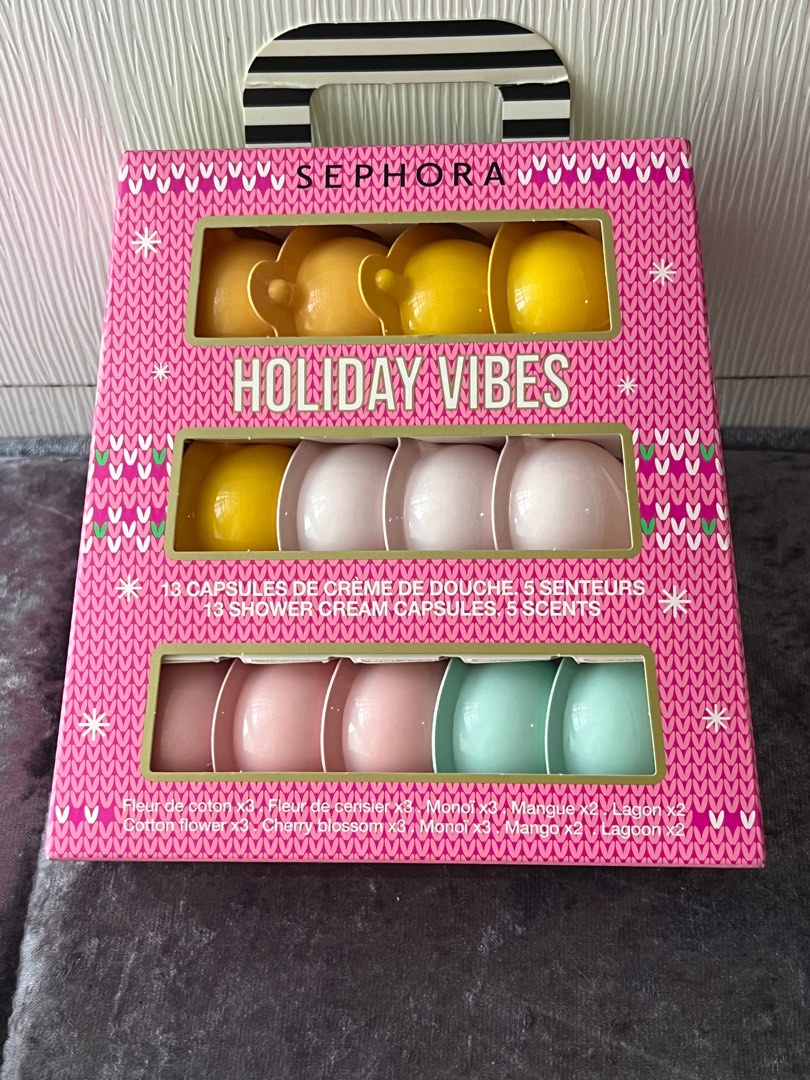 SEPHORA
HOLIDAY VIBES
13 CAPSULES DE CRÈME DE DOUCHE. 5 SENTEURS
13 SHOWER CREAM CAPSULES. 5 SCENTS
Fleur de coton x3 . Fleur de cerisier x3 . Monoï x3 . Mangue x2 . Lagon x2
Cotton flower x3 . Cherry blossom x3 . Monoï x3 . Mango x2 . Lagoon x2